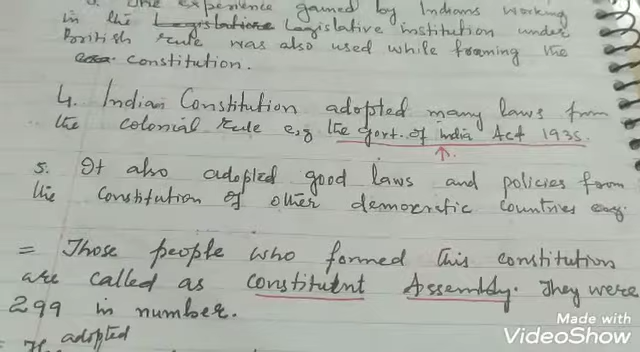 The experience gained by Indians working
in the Legislative Legislative institution under
British rule was also used while framing the
constitution.
4. Indian Constitution adopted many laws from
the colonial rule e.g the govt. of india Act 1935.
5. It also adopted good laws and policies from
the constitution of other democratic countries e.g.
= Those people who formed this constitution
are called as Constituent Assembly. They were
299 in number.
= It adopted
Made with
VideoShow